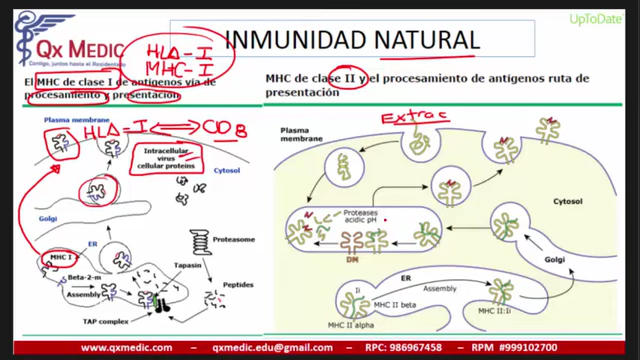 UpToDate
Qx MEDIC
Contigo, junto y hacia los mejores
INMUNIDAD NATURAL
HLA-I
MHC-I
El MHC de clase I de antígenos vía de
procesamiento y presentación
MHC de clase II y el procesamiento de antígenos ruta de
presentación
Plasma membrane
HLA-I ⟺ CD8
Intracellular
virus
cellular proteins
Cytosol
Golgi
MHC I
ER
Beta-2-m
Assembly
TAP complex
Tapasin
Proteasome
Peptides
Extrac
Plasma
membrane
Proteases
acidic pH
DM
Cytosol
Golgi
ER
Ii
Assembly
MHC II beta
MHC II alpha
MHC II:Ii
www.qxmedic.com
qxmedic.edu@gmail.com - RPC: 986967458 - RPM #999102700